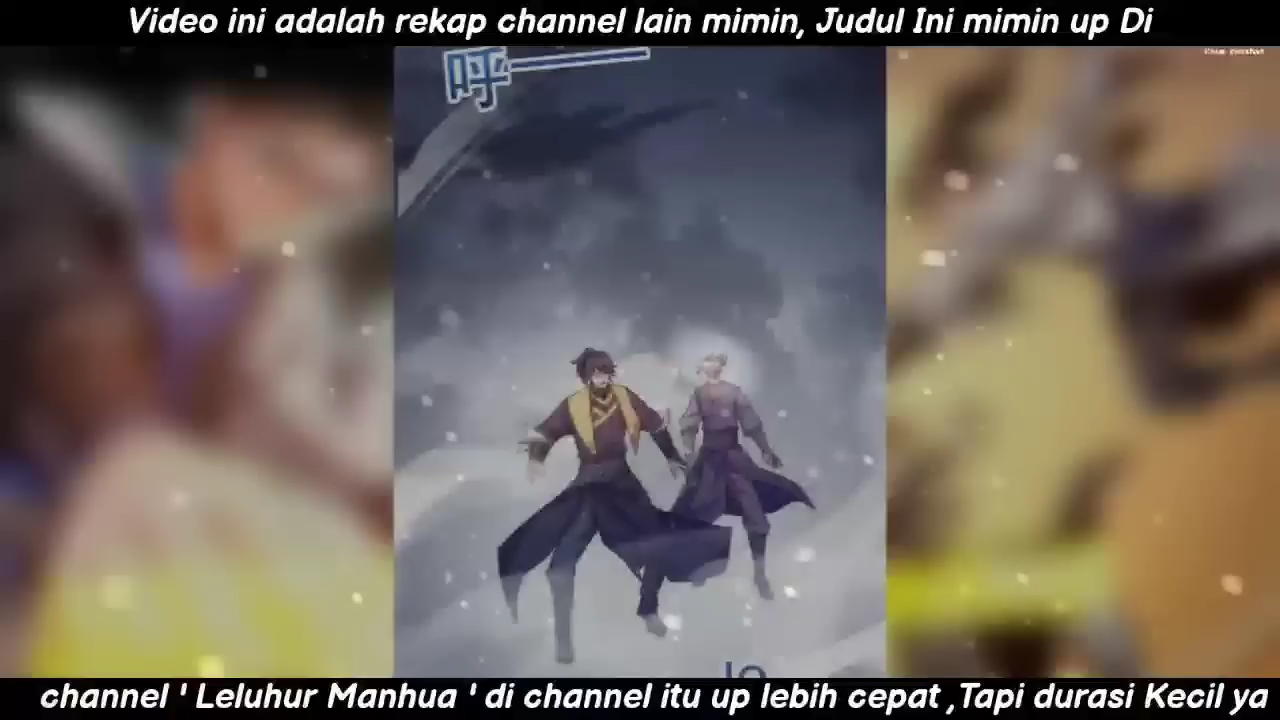 Video ini adalah rekap channel lain mimin, Judul Ini mimin up Di
呼
channel ' Leluhur Manhua ' di channel itu up lebih cepat ,Tapi durasi Kecil ya